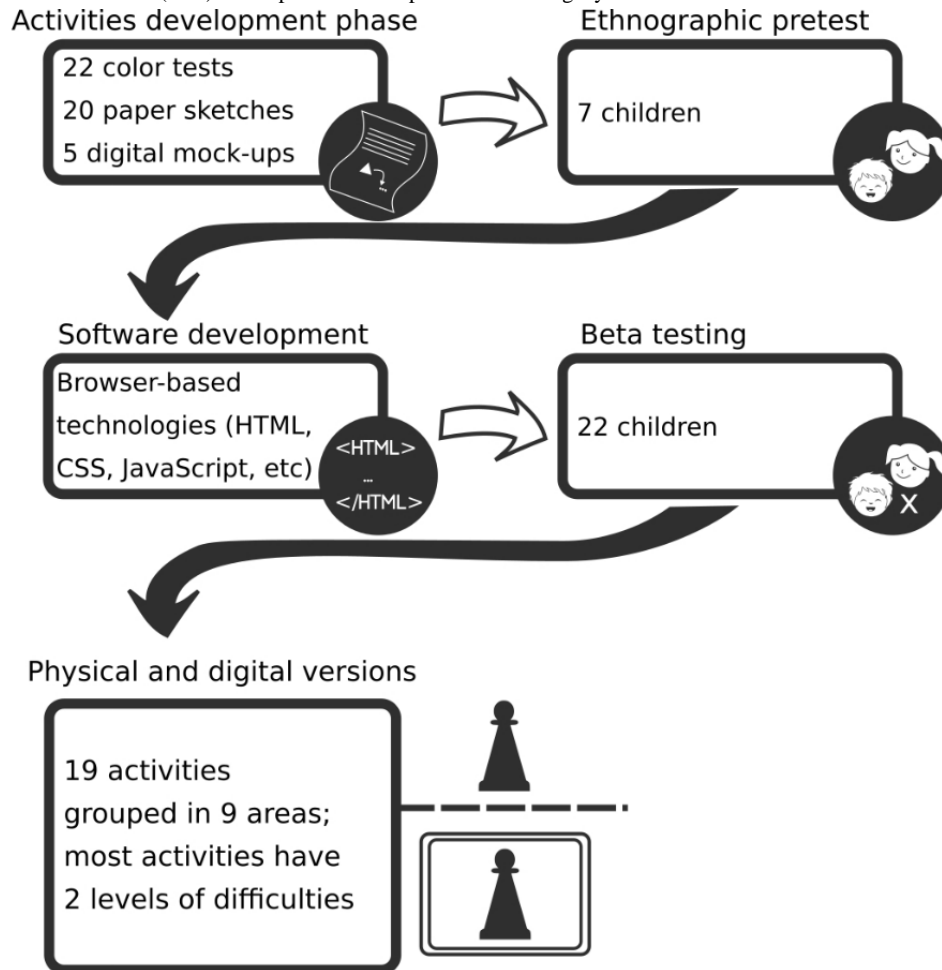 Activities development phase
Ethnographic pretest
22 color tests
20 paper sketches
5 digital mock-ups
7 children
Software development
Beta testing
Browser-based
technologies (HTML,
CSS, JavaScript, etc)
<HTML>
...
</HTML>
22 children
X
Physical and digital versions
19 activities
grouped in 9 areas;
most activities have
2 levels of difficulties